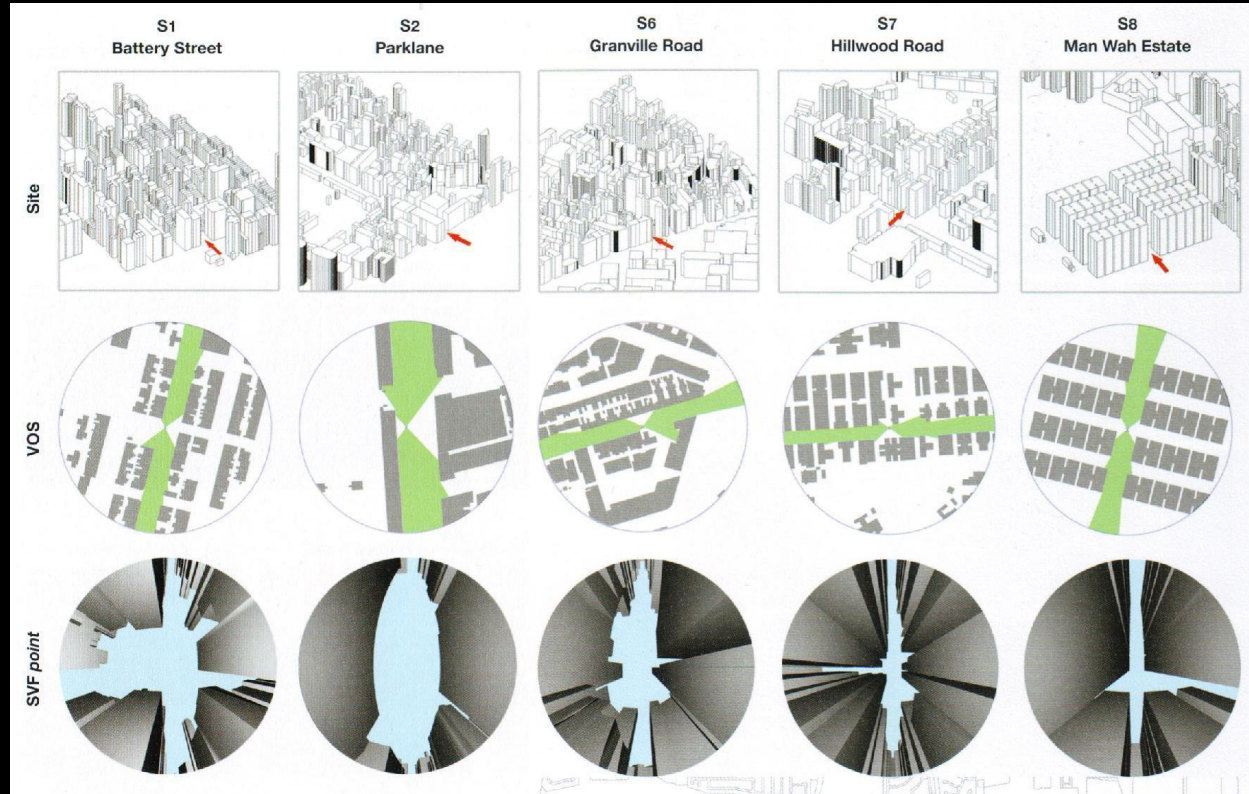 S1
Battery Street
S2
Parklane
S6
Granville Road
S7
Hillwood Road
S8
Man Wah Estate
Site
VOS
SVF point